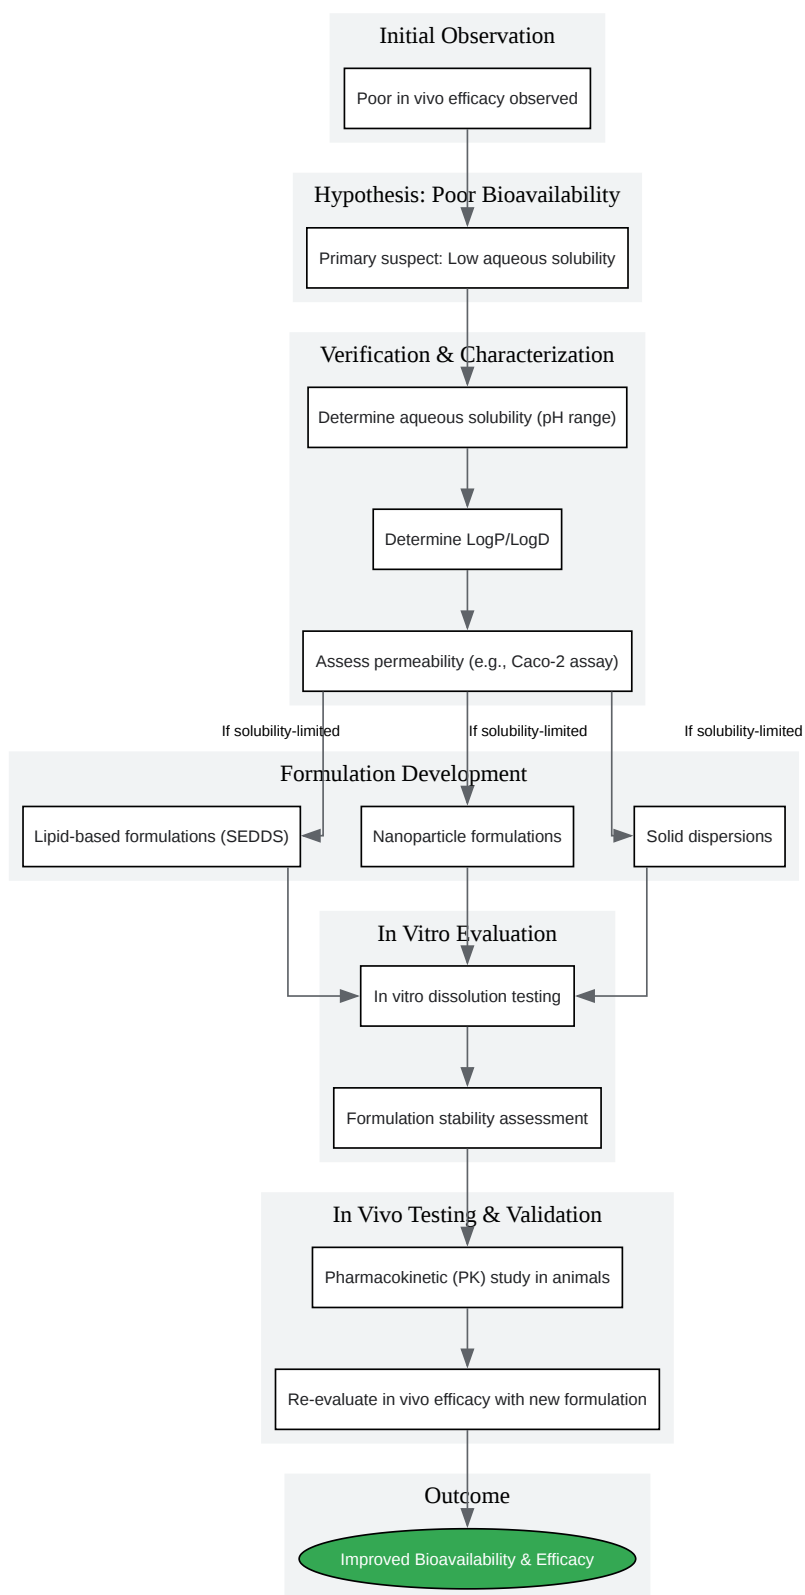 Initial Observation
Poor in vivo efficacy observed
Hypothesis: Poor Bioavailability
Primary suspect: Low aqueous solubility
Verification & Characterization
Determine aqueous solubility (pH range)
Determine LogP/LogD
Assess permeability (e.g., Caco-2 assay)
If solubility-limited
If solubility-limited
If solubility-limited
Formulation Development
Lipid-based formulations (SEDDS)
Nanoparticle formulations
Solid dispersions
In Vitro Evaluation
In vitro dissolution testing
Formulation stability assessment
In Vivo Testing & Validation
Pharmacokinetic (PK) study in animals
Re-evaluate in vivo efficacy with new formulation
Outcome
Improved Bioavailability & Efficacy